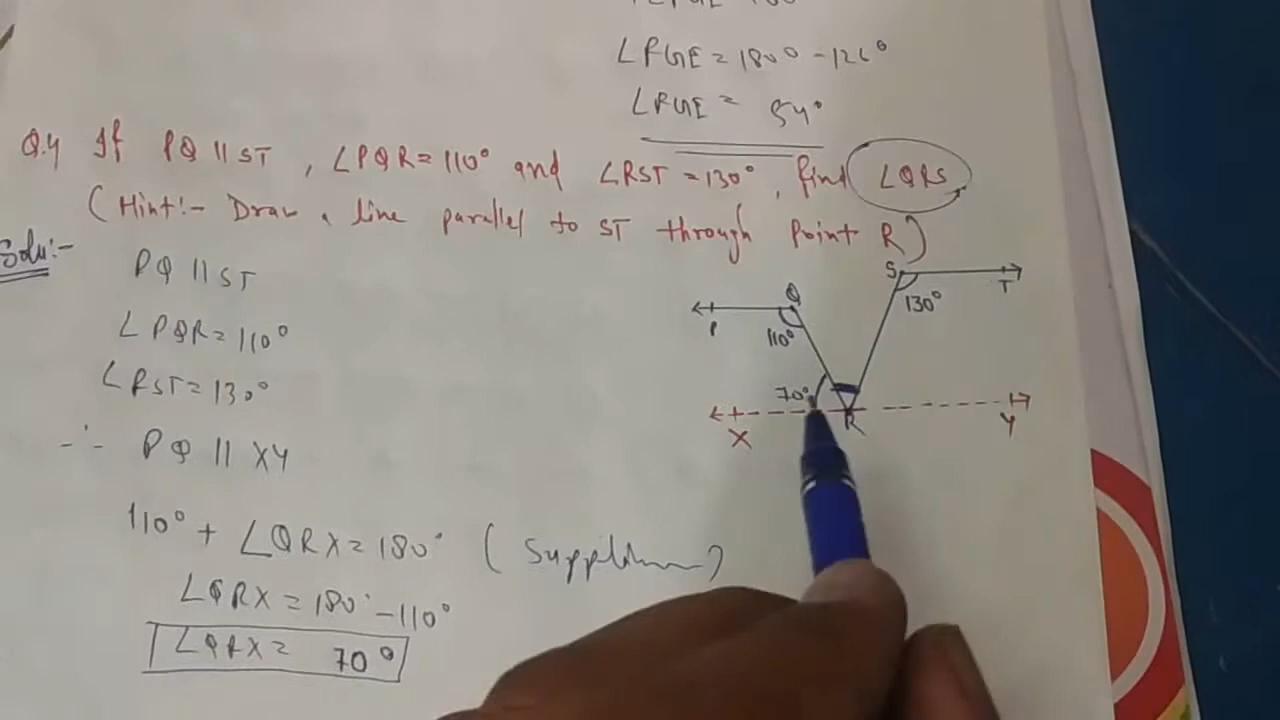 ∠FGE = 180° - 126°
∠FGE = 54°
Q.4 If PQ || ST , ∠PQR = 110° and ∠RST = 130° , find ∠QRS
(Hint:- Draw a line parallel to ST through Point R)
Solu:-
PQ || ST
∠PQR = 110°
∠RST = 130°
∴ PQ || XY
110° + ∠QRX = 180° (
∠QRX = 180° - 110°
∠QRX = 70°
S
T
130°
Q
P
110°
70°
R
X
Y